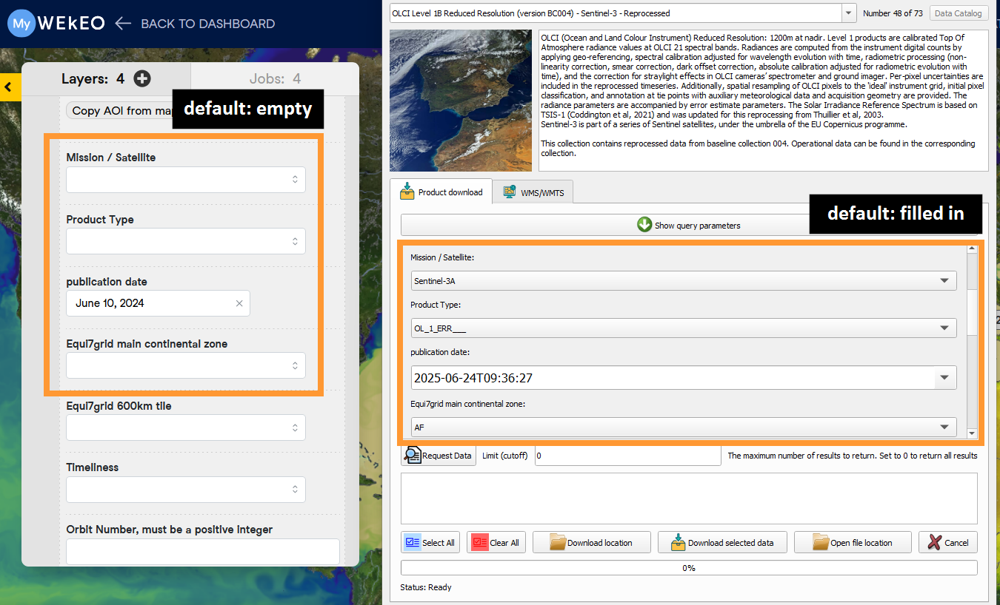 My WEkEO
BACK TO DASHBOARD
Layers: 4
Jobs: 4
Copy AOI from map
default: empty
Mission / Satellite
Product Type
publication date
June 10, 2024
Equi7grid main continental zone
Equi7grid 600km tile
Timeliness
Orbit Number, must be a positive integer
OLCI Level 1B Reduced Resolution (version BC004) - Sentinel-3 - Reprocessed
Number 48 of 73
Data Catalog
OLCI (Ocean and Land Colour Instrument) Reduced Resolution: 1200m at nadir. Level 1 products are calibrated Top Of
Atmosphere radiance values at OLCI 21 spectral bands. Radiances are computed from the instrument digital counts by
applying geo-referencing, spectral calibration adjusted for wavelength evolution with time, radiometric processing (non-
linearity correction, smear correction, dark offset correction, absolute calibration adjusted for radiometric evolution with
time), and the correction for straylight effects in OLCI cameras' spectrometer and ground imager. Per-pixel uncertainties are
included in the reprocessed timeseries. Additionally, spatial resampling of OLCI pixels to the 'ideal' instrument grid, initial pixel
classification, and annotation at tie points with auxiliary meteorological data and acquisition geometry are provided. The
radiance parameters are accompanied by error estimate parameters. The Solar Irradiance Reference Spectrum is based on
TSIS-1 (Coddington et al, 2021) and was updated for this reprocessing from Thuillier et al, 2003.
Sentinel-3 is part of a series of Sentinel satellites, under the umbrella of the EU Copernicus programme.
This collection contains reprocessed data from baseline collection 004. Operational data can be found in the corresponding
collection.
Product download
WMS/WMTS
Show query parameters
default: filled in
Mission / Satellite:
Sentinel-3A
Product Type:
OL_1_ERR___
publication date:
2025-06-24T09:36:27
Equi7grid main continental zone:
AF
Request Data
Limit (cutoff)
0
The maximum number of results to return. Set to 0 to return all results
Select All
Clear All
Download location
Download selected data
Open file location
Cancel
0%
Status: Ready